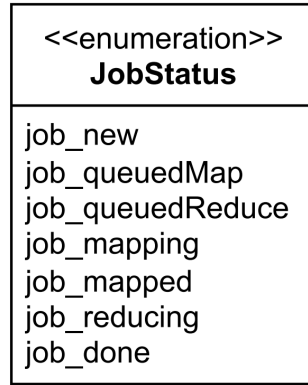 <<enumeration>>
JobStatus
job_new
job_queuedMap
job_queuedReduce
job_mapping
job_mapped
job_reducing
job_done